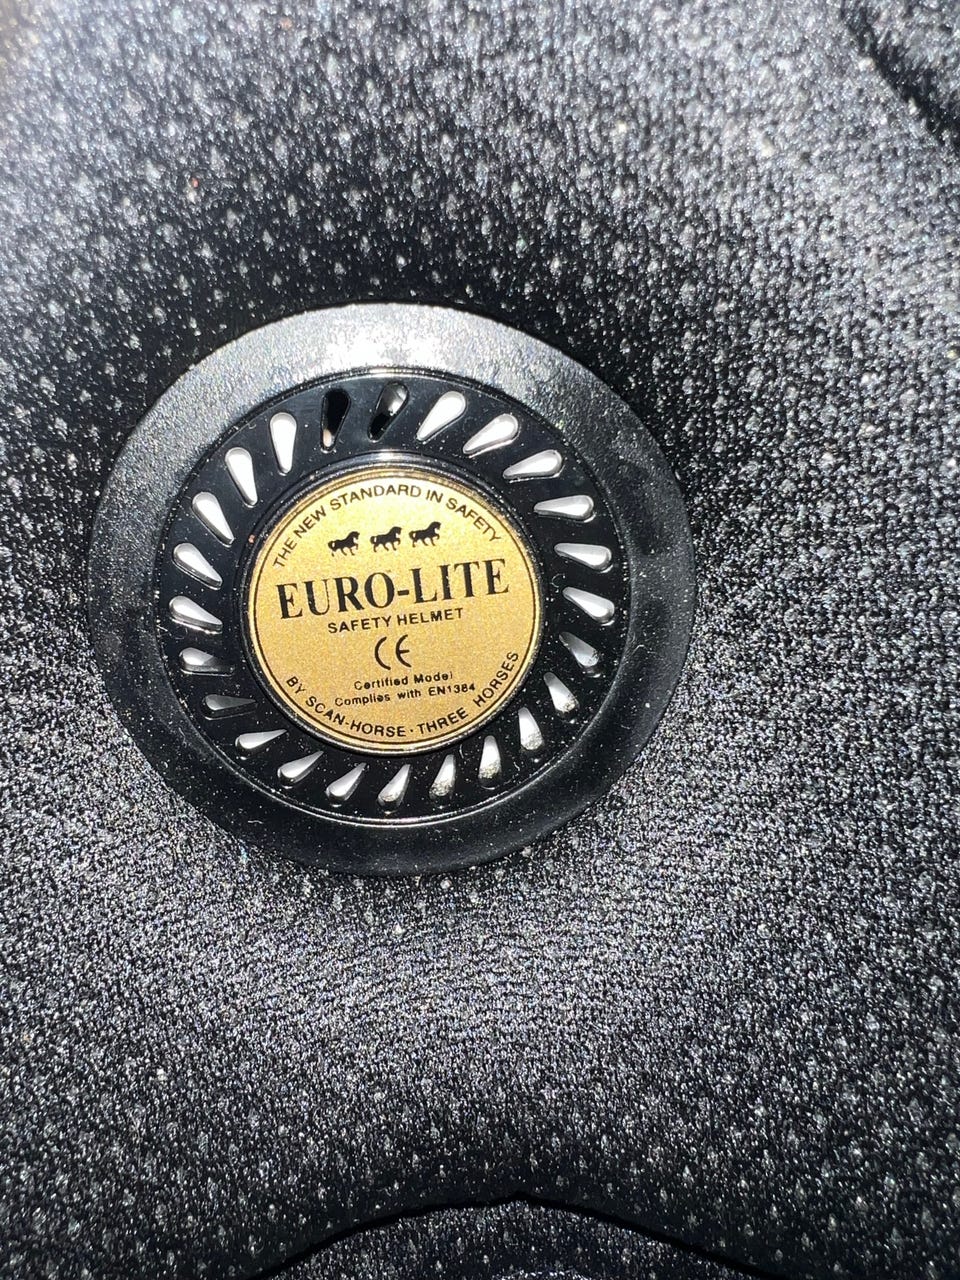 THE NEW STANDARD IN SAFETY
EURO-LITE
SAFETY HELMET
CE
Certified Model
Complies with EN1384
BY SCAN-HORSE · THREE HORSES